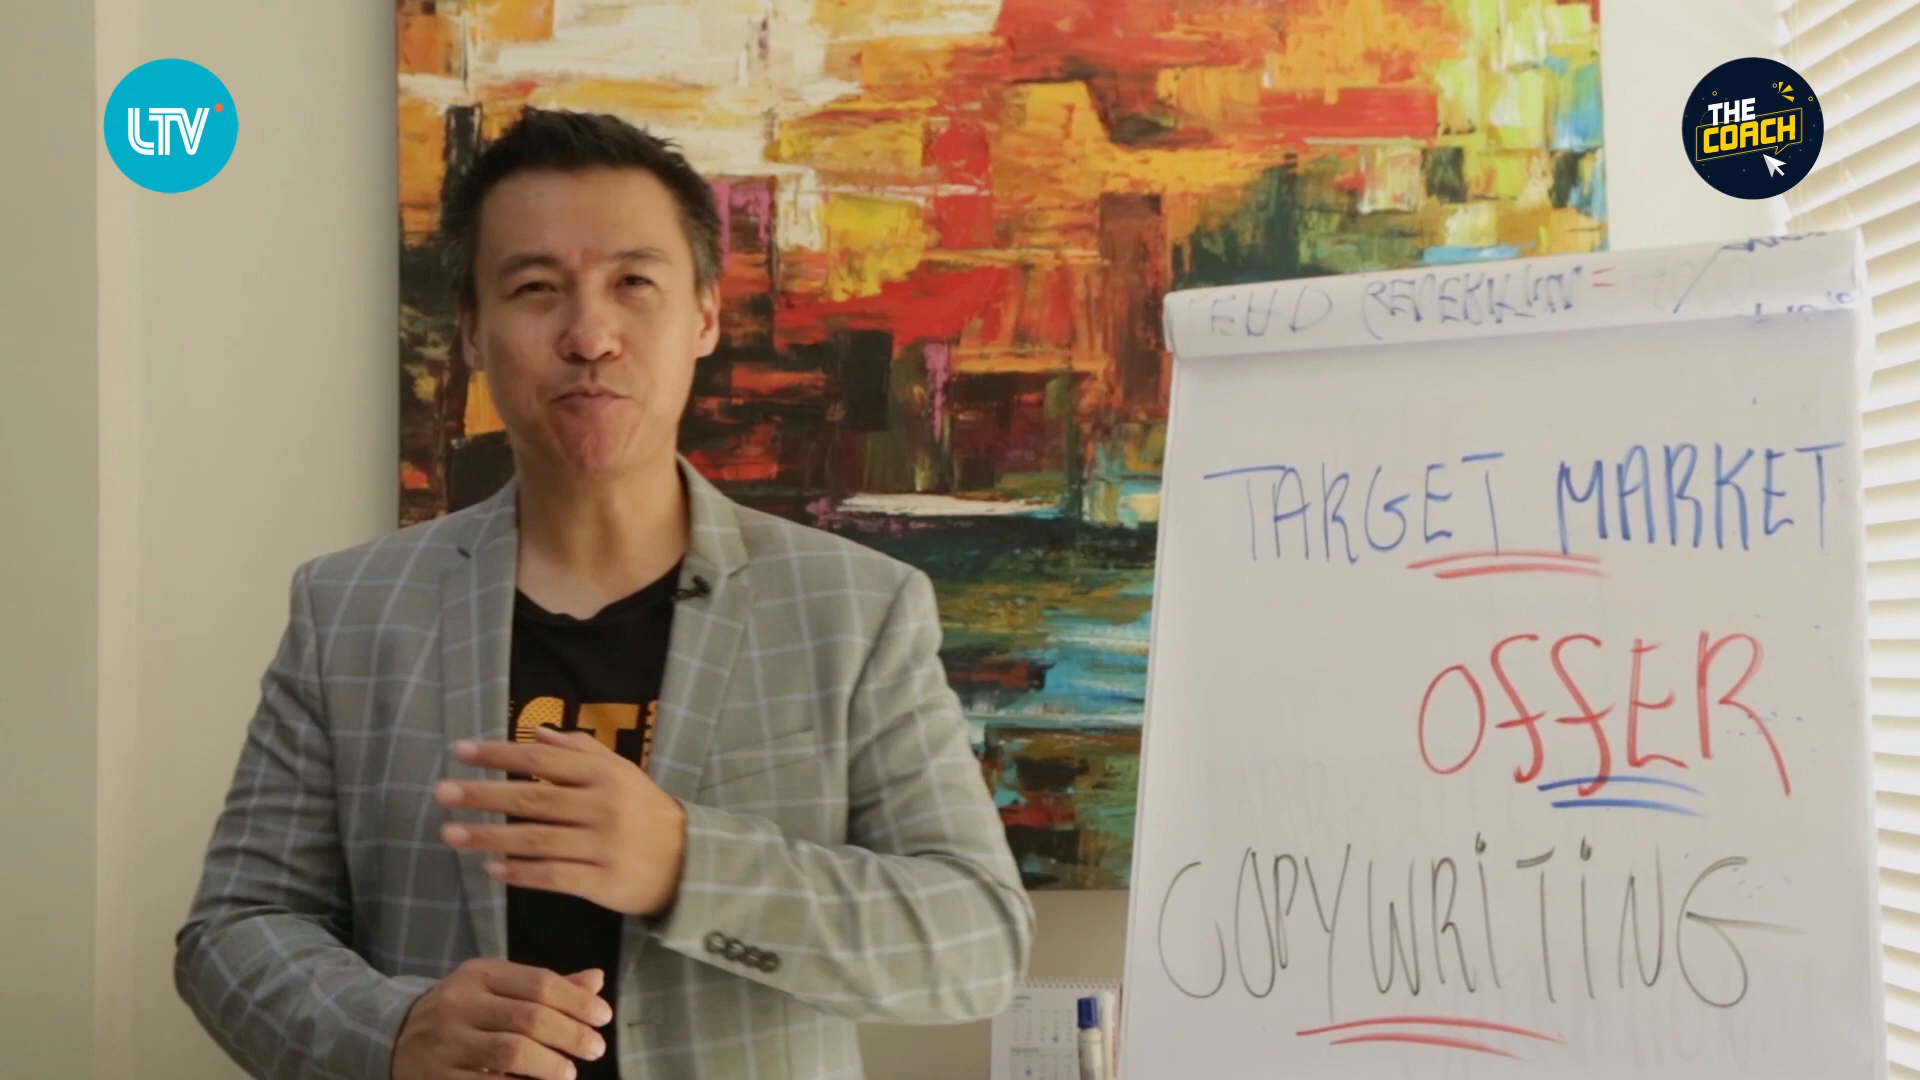 LTV
THE
COACH
TARGET MARKET
OFFER
COPYWRITING